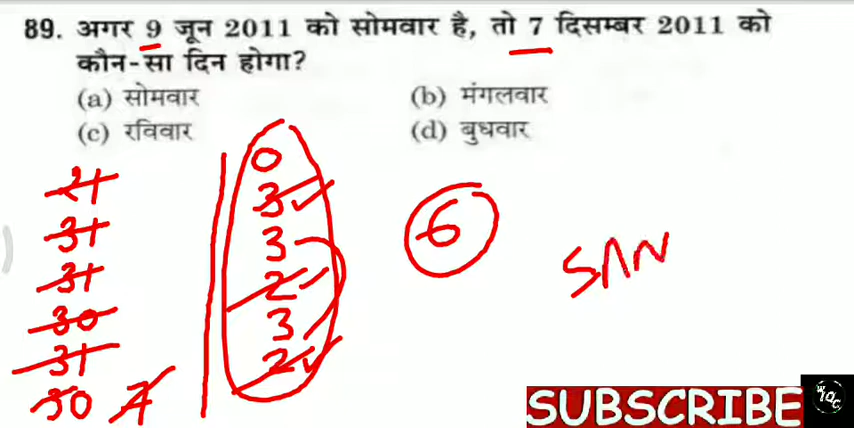 89. अगर 9 जून 2011 को सोमवार है, तो 7 दिसम्बर 2011 को
कौन-सा दिन होगा?
(a) सोमवार (b) मंगलवार
(c) रविवार (d) बुधवार
21 0
31 3
31 3 6
30 2 SAN
31 3
30 7 2
SUBSCRIBE